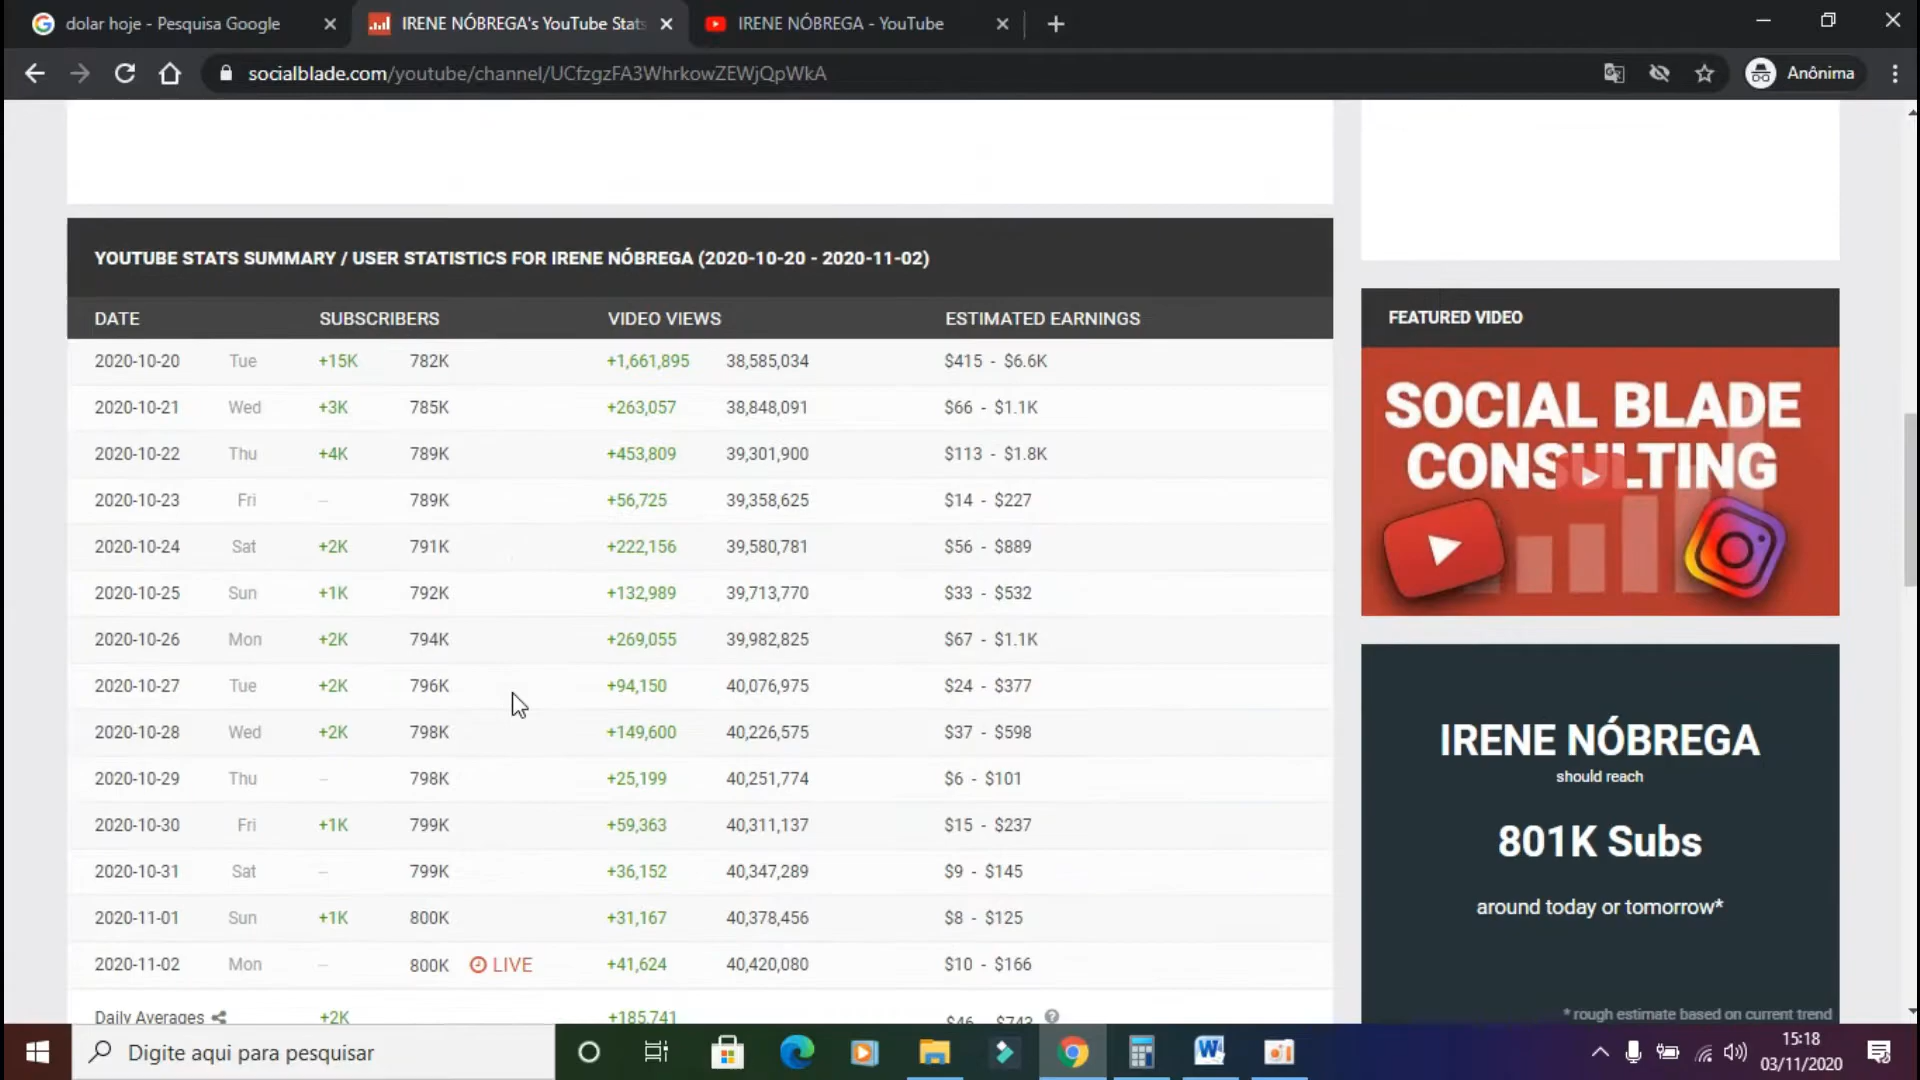 dolar hoje - Pesquisa Google
IRENE NÓBREGA's YouTube Stats
IRENE NÓBREGA - YouTube
socialblade.com/youtube/channel/UCfzgzFA3WhrkowZEWjQpWkA
Anônima
YOUTUBE STATS SUMMARY / USER STATISTICS FOR IRENE NÓBREGA (2020-10-20 - 2020-11-02)
DATE SUBSCRIBERS VIDEO VIEWS ESTIMATED EARNINGS
2020-10-20 Tue +15K 782K +1,661,895 38,585,034 $415 - $6.6K
2020-10-21 Wed +3K 785K +263,057 38,848,091 $66 - $1.1K
2020-10-22 Thu +4K 789K +453,809 39,301,900 $113 - $1.8K
2020-10-23 Fri -- 789K +56,725 39,358,625 $14 - $227
2020-10-24 Sat +2K 791K +222,156 39,580,781 $56 - $889
2020-10-25 Sun +1K 792K +132,989 39,713,770 $33 - $532
2020-10-26 Mon +2K 794K +269,055 39,982,825 $67 - $1.1K
2020-10-27 Tue +2K 796K +94,150 40,076,975 $24 - $377
2020-10-28 Wed +2K 798K +149,600 40,226,575 $37 - $598
2020-10-29 Thu -- 798K +25,199 40,251,774 $6 - $101
2020-10-30 Fri +1K 799K +59,363 40,311,137 $15 - $237
2020-10-31 Sat -- 799K +36,152 40,347,289 $9 - $145
2020-11-01 Sun +1K 800K +31,167 40,378,456 $8 - $125
2020-11-02 Mon -- 800K LIVE +41,624 40,420,080 $10 - $166
Daily Averages +2K +185,741 $46 - $743
FEATURED VIDEO
SOCIAL BLADE
CONSULTING
IRENE NÓBREGA
should reach
801K Subs
around today or tomorrow*
* rough estimate based on current trend
Digite aqui para pesquisar
15:18
03/11/2020